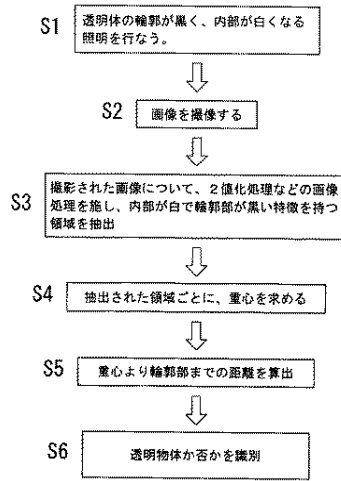 S1
透明体の輪郭が黒く、内部が白くなる
照明を行なう。
S2
画像を撮像する
S3
撮影された画像について、２値化処理などの画像
処理を施し、内部が白で輪郭部が黒い特徴を持つ
領域を抽出
S4
抽出された領域ごとに、重心を求める
S5
重心より輪郭部までの距離を算出
S6
透明物体か否かを識別